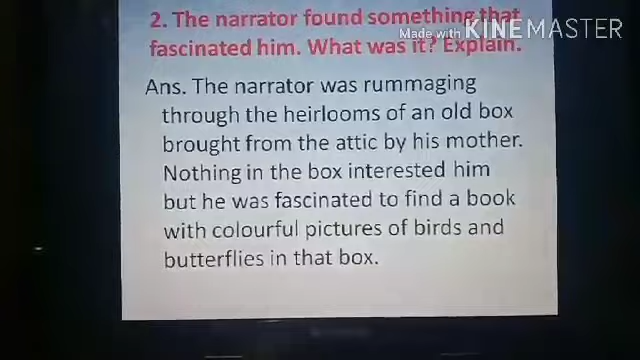 2. The narrator found something that
Made with KINEMASTER
fascinated him. What was it? Explain.
Ans. The narrator was rummaging
through the heirlooms of an old box
brought from the attic by his mother.
Nothing in the box interested him
but he was fascinated to find a book
with colourful pictures of birds and
butterflies in that box.